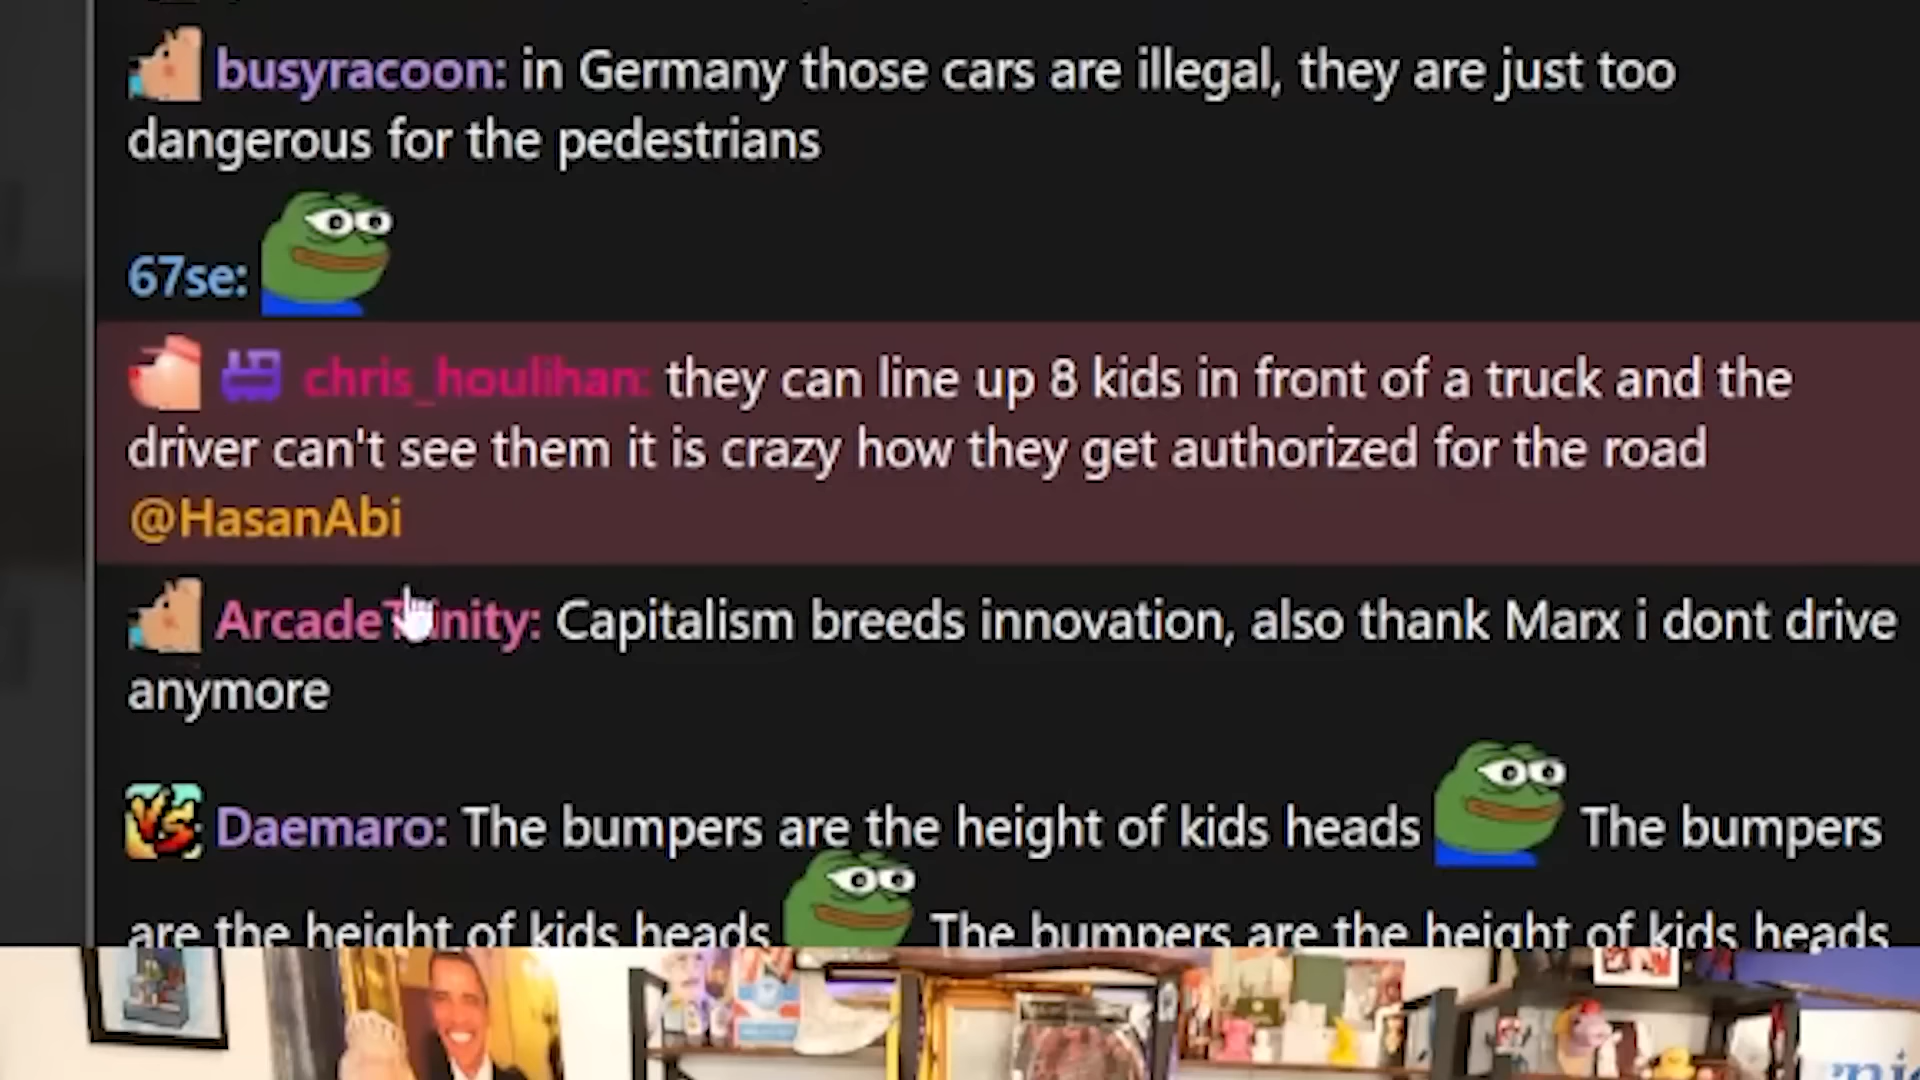 busyracoon: in Germany those cars are illegal, they are just too
dangerous for the pedestrians
67se:
chris_houlihan: they can line up 8 kids in front of a truck and the
driver can't see them it is crazy how they get authorized for the road
@HasanAbi
Capitalism breeds innovation, also thank Marx i dont drive
anymore
VS Daemaro: The bumpers are the height of kids heads The bumpers
are the height of kids heads The bumpers are the height of kids heads